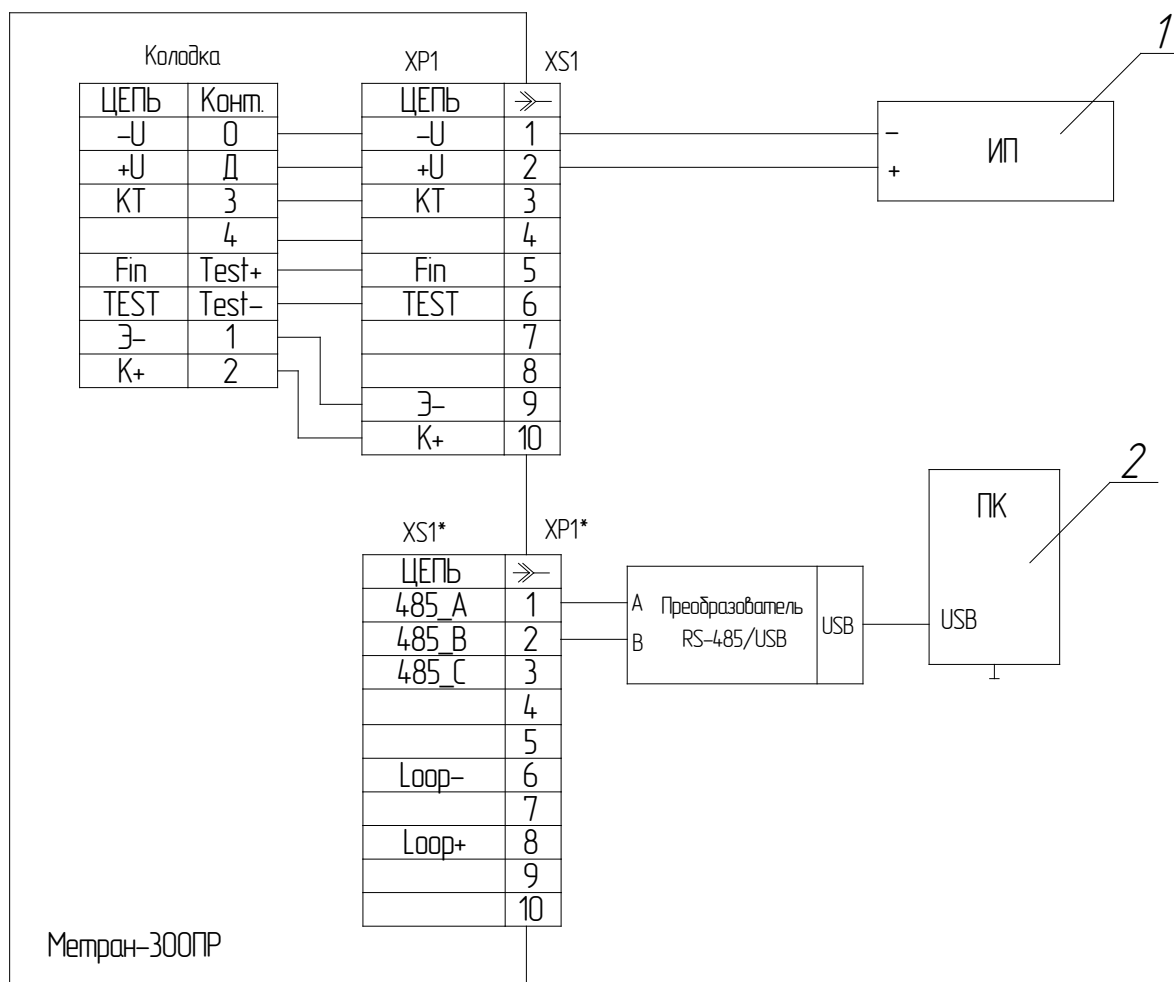 1
Колодка
XP1
XS1
ЦЕПЬ Конт.
–U 0
+U Д
КТ 3
4
Fin Test+
TEST Test–
Э– 1
К+ 2
ЦЕПЬ
–U 1
+U 2
КТ 3
4
Fin 5
TEST 6
7
8
Э– 9
К+ 10
– ИП
+
2
ПК
USB
XS1*
XP1*
ЦЕПЬ
485_A 1
485_B 2
485_C 3
4
5
Loop– 6
7
Loop+ 8
9
10
A Преобразователь
B RS–485/USB
USB
Метран–300ПР